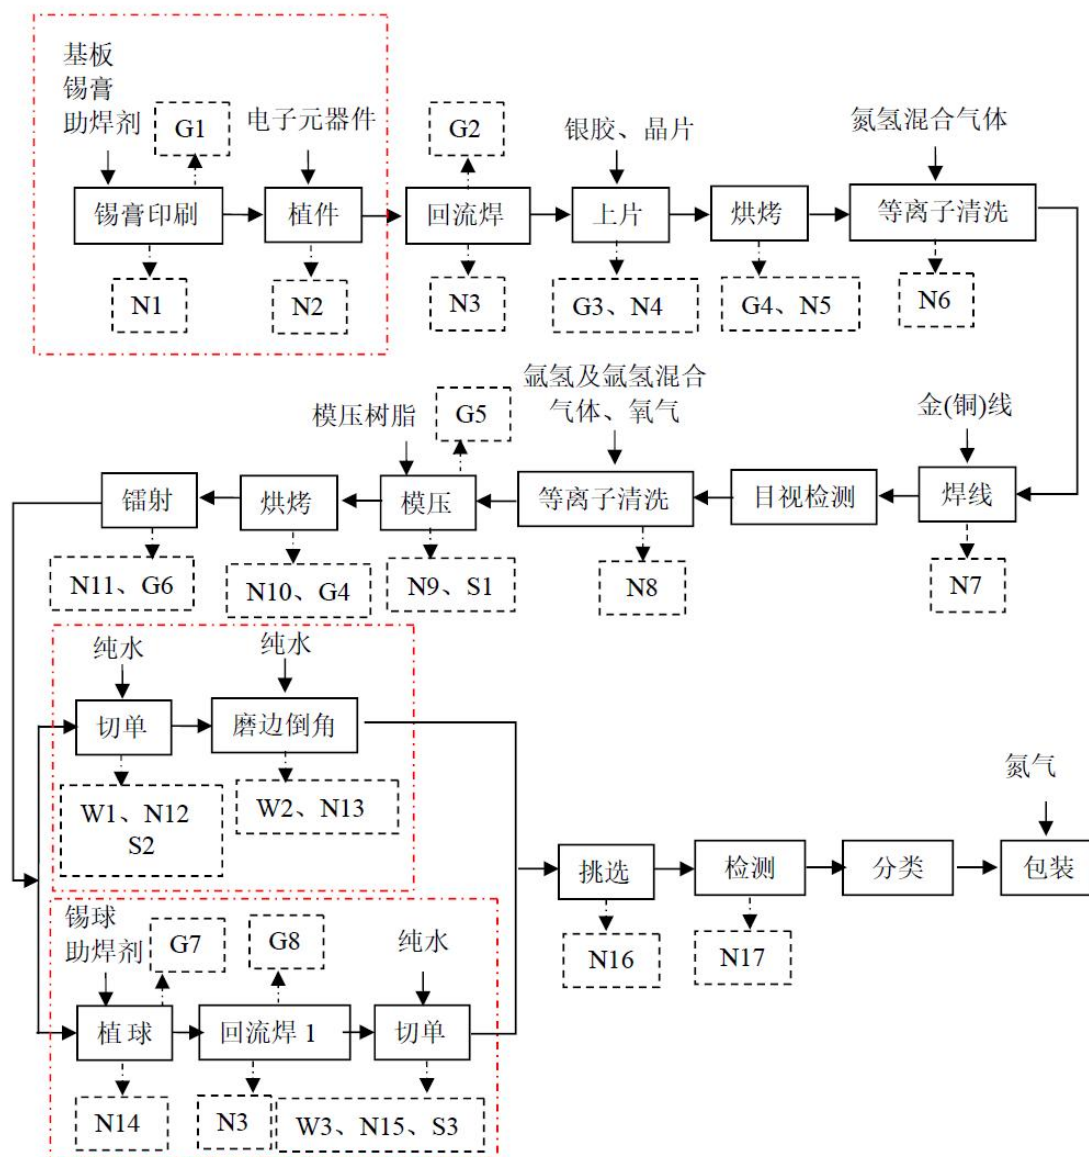 基板
锡膏
助焊剂
G1
电子元器件
G2
银胶、晶片
氮氢混合气体
锡膏印刷
植件
回流焊
上片
烘烤
等离子清洗
N1
N2
N3
G3、N4
G4、N5
N6
模压树脂
G5
氩氢及氩氢混合
气体、氧气
金(铜)线
镭射
烘烤
模压
等离子清洗
目视检测
焊线
N11、G6
N10、G4
N9、S1
N8
N7
纯水
纯水
切单
磨边倒角
W1、N12
S2
W2、N13
氮气
挑选
检测
分类
包装
N16
N17
锡球
助焊剂
G7
G8
纯水
植球
回流焊 1
切单
N14
N3
W3、N15、S3